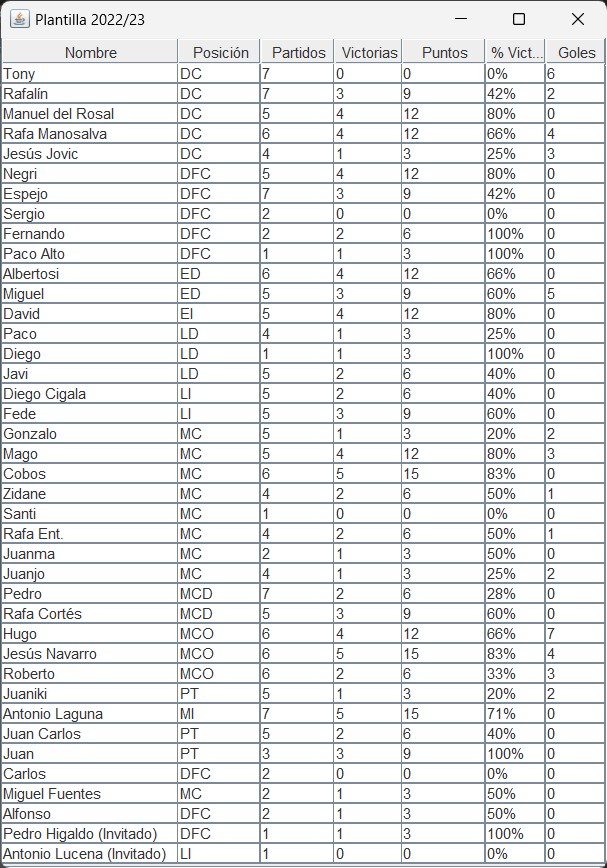 Plantilla 2022/23
Nombre Posición Partidos Victorias Puntos % Vict... Goles
Tony DC 7 0 0 0% 6
Rafalín DC 7 3 9 42% 2
Manuel del Rosal DC 5 4 12 80% 0
Rafa Manosalva DC 6 4 12 66% 4
Jesús Jovic DC 4 1 3 25% 3
Negri DFC 5 4 12 80% 0
Espejo DFC 7 3 9 42% 0
Sergio DFC 2 0 0 0% 0
Fernando DFC 2 2 6 100% 0
Paco Alto DFC 1 1 3 100% 0
Albertosi ED 6 4 12 66% 0
Miguel ED 5 3 9 60% 5
David EI 5 4 12 80% 0
Paco LD 4 1 3 25% 0
Diego LD 1 1 3 100% 0
Javi LD 5 2 6 40% 0
Diego Cigala LI 5 2 6 40% 0
Fede LI 5 3 9 60% 0
Gonzalo MC 5 1 3 20% 2
Mago MC 5 4 12 80% 3
Cobos MC 6 5 15 83% 0
Zidane MC 4 2 6 50% 1
Santi MC 1 0 0 0% 0
Rafa Ent. MC 4 2 6 50% 1
Juanma MC 2 1 3 50% 0
Juanjo MC 4 1 3 25% 2
Pedro MCD 7 2 6 28% 0
Rafa Cortés MCD 5 3 9 60% 0
Hugo MCO 6 4 12 66% 7
Jesús Navarro MCO 6 5 15 83% 4
Roberto MCO 6 2 6 33% 3
Juaniki PT 5 1 3 20% 2
Antonio Laguna MI 7 5 15 71% 0
Juan Carlos PT 5 2 6 40% 0
Juan PT 3 3 9 100% 0
Carlos DFC 2 0 0 0% 0
Miguel Fuentes MC 2 1 3 50% 0
Alfonso DFC 2 1 3 50% 0
Pedro Higaldo (Invitado) DFC 1 1 3 100% 0
Antonio Lucena (Invitado) LI 1 0 0 0% 0